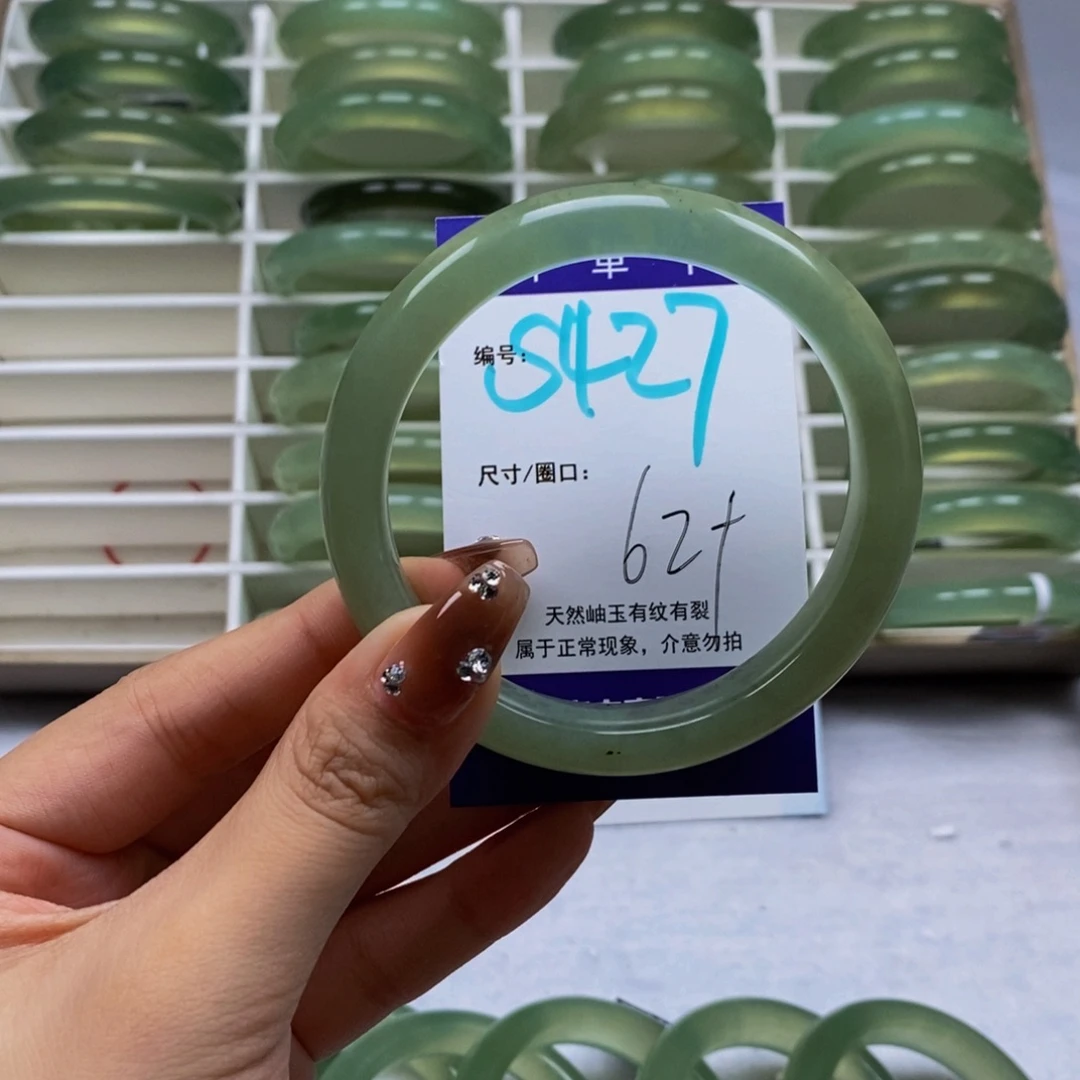 编号: S427
尺寸/圈口: 62+
天然岫玉有纹有裂
属于正常现象，介意勿拍